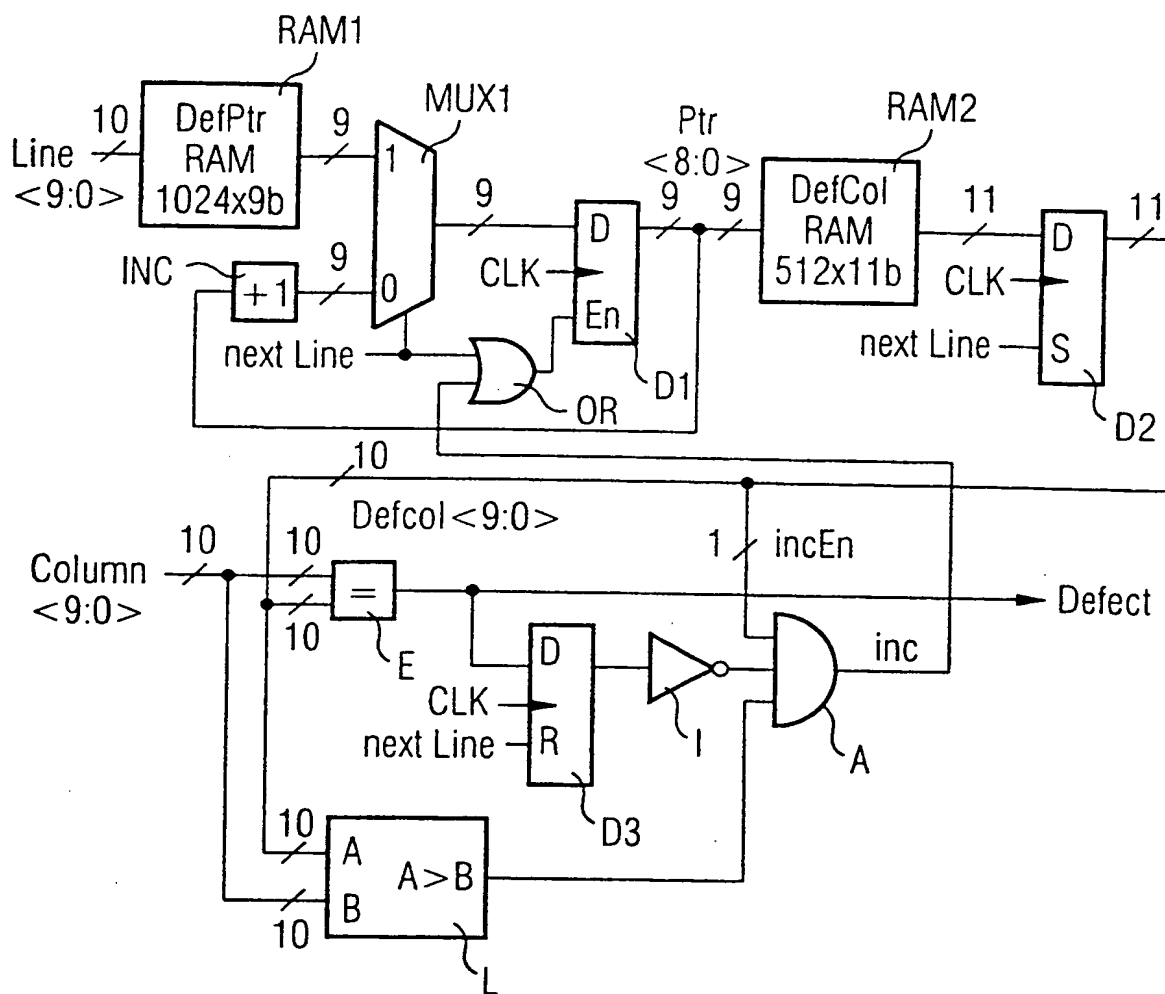 RAM1
DefPtr
RAM
1024x9b
10
Line
<9:0>
9
MUX1
1
0
INC
+1
9
next Line
OR
9
D
CLK
En
D1
Ptr
<8:0>
9
9
RAM2
DefCol
RAM
512x11b
11
D
CLK
next Line
S
D2
11
10
Defcol<9:0>
1
incEn
Column
<9:0>
10
10
=
10
E
Defect
D
CLK
next Line
R
D3
I
inc
A
10
A
A>B
B
10
L